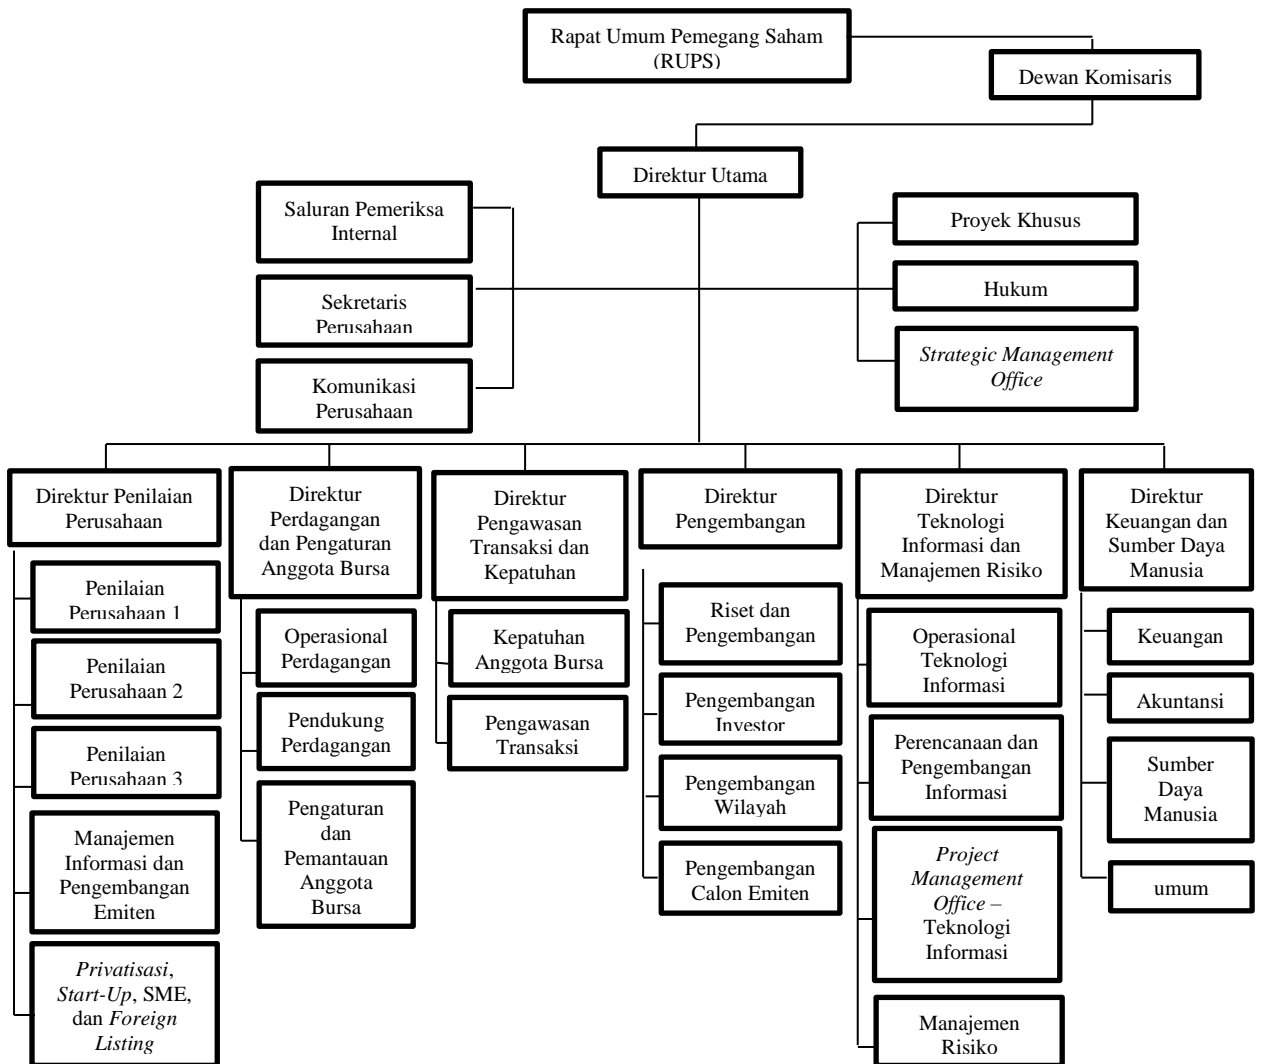 Rapat Umum Pemegang Saham
(RUPS)
Dewan Komisaris
Direktur Utama
Saluran Pemeriksa
Internal
Sekretaris
Perusahaan
Komunikasi
Perusahaan
Proyek Khusus
Hukum
Strategic Management
Office
Direktur Penilaian
Perusahaan
Penilaian
Perusahaan 1
Penilaian
Perusahaan 2
Penilaian
Perusahaan 3
Manajemen
Informasi dan
Pengembangan
Emiten
Privatisasi,
Start-Up, SME,
dan Foreign
Listing
Direktur
Perdagangan
dan Pengaturan
Anggota Bursa
Operasional
Perdagangan
Pendukung
Perdagangan
Pengaturan
dan
Pemantauan
Anggota
Bursa
Direktur
Pengawasan
Transaksi dan
Kepatuhan
Kepatuhan
Anggota Bursa
Pengawasan
Transaksi
Direktur
Pengembangan
Riset dan
Pengembangan
Pengembangan
Investor
Pengembangan
Wilayah
Pengembangan
Calon Emiten
Direktur
Teknologi
Informasi dan
Manajemen Risiko
Operasional
Teknologi
Informasi
Perencanaan dan
Pengembangan
Informasi
Project
Management
Office –
Teknologi
Informasi
Manajemen
Risiko
Direktur
Keuangan dan
Sumber Daya
Manusia
Keuangan
Akuntansi
Sumber
Daya
Manusia
umum